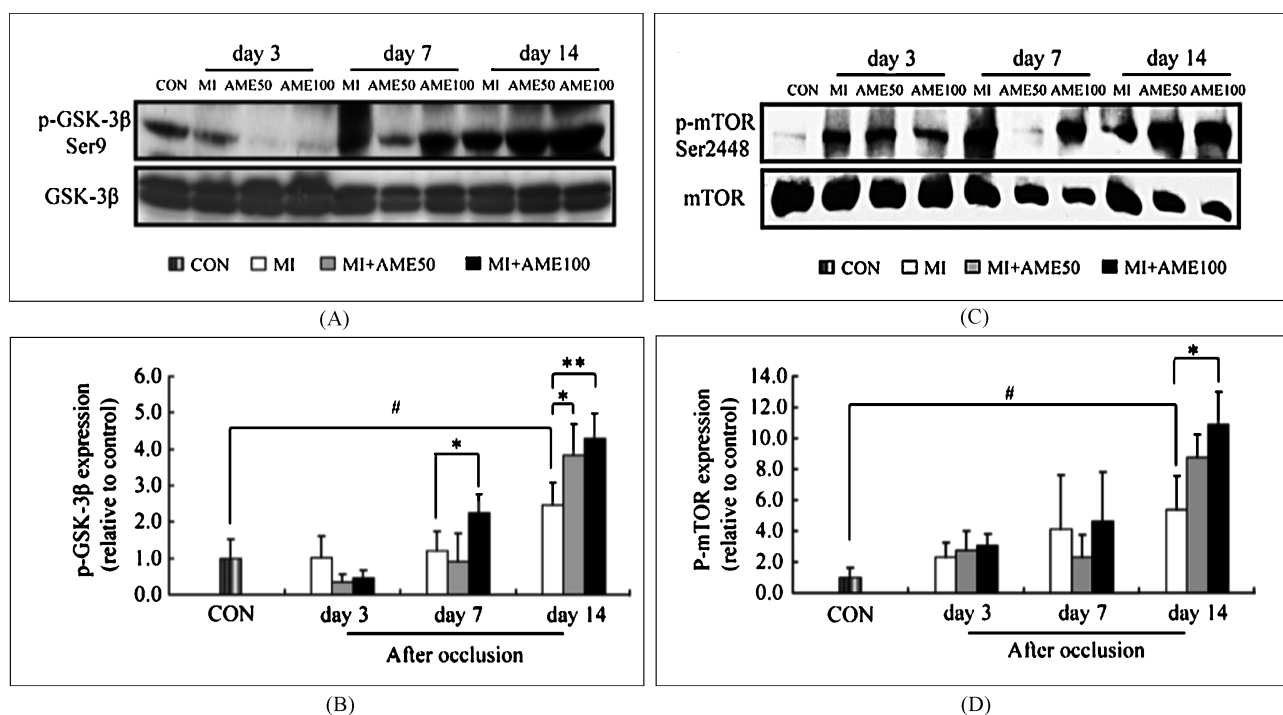 day 3 day 7 day 14
CON MI AME50 AME100 MI AME50 AME100 MI AME50 AME100
p-GSK-3β
Ser9
GSK-3β
CON MI MI+AME50 MI+AME100
(A)
day 3 day 7 day 14
CON MI AME50 AME100 MI AME50 AME100 MI AME50 AME100
p-mTOR
Ser2448
mTOR
CON MI MI+AME50 MI+AME100
(C)
p-GSK-3β expression
(relative to control)
6.0
5.0
4.0
3.0
2.0
1.0
0.0
#
*
*
**
CON day 3 day 7 day 14
After occlusion
(B)
P-mTOR expression
(relative to control)
14.0
12.0
10.0
8.0
6.0
4.0
2.0
0.0
#
*
CON day 3 day 7 day 14
After occlusion
(D)